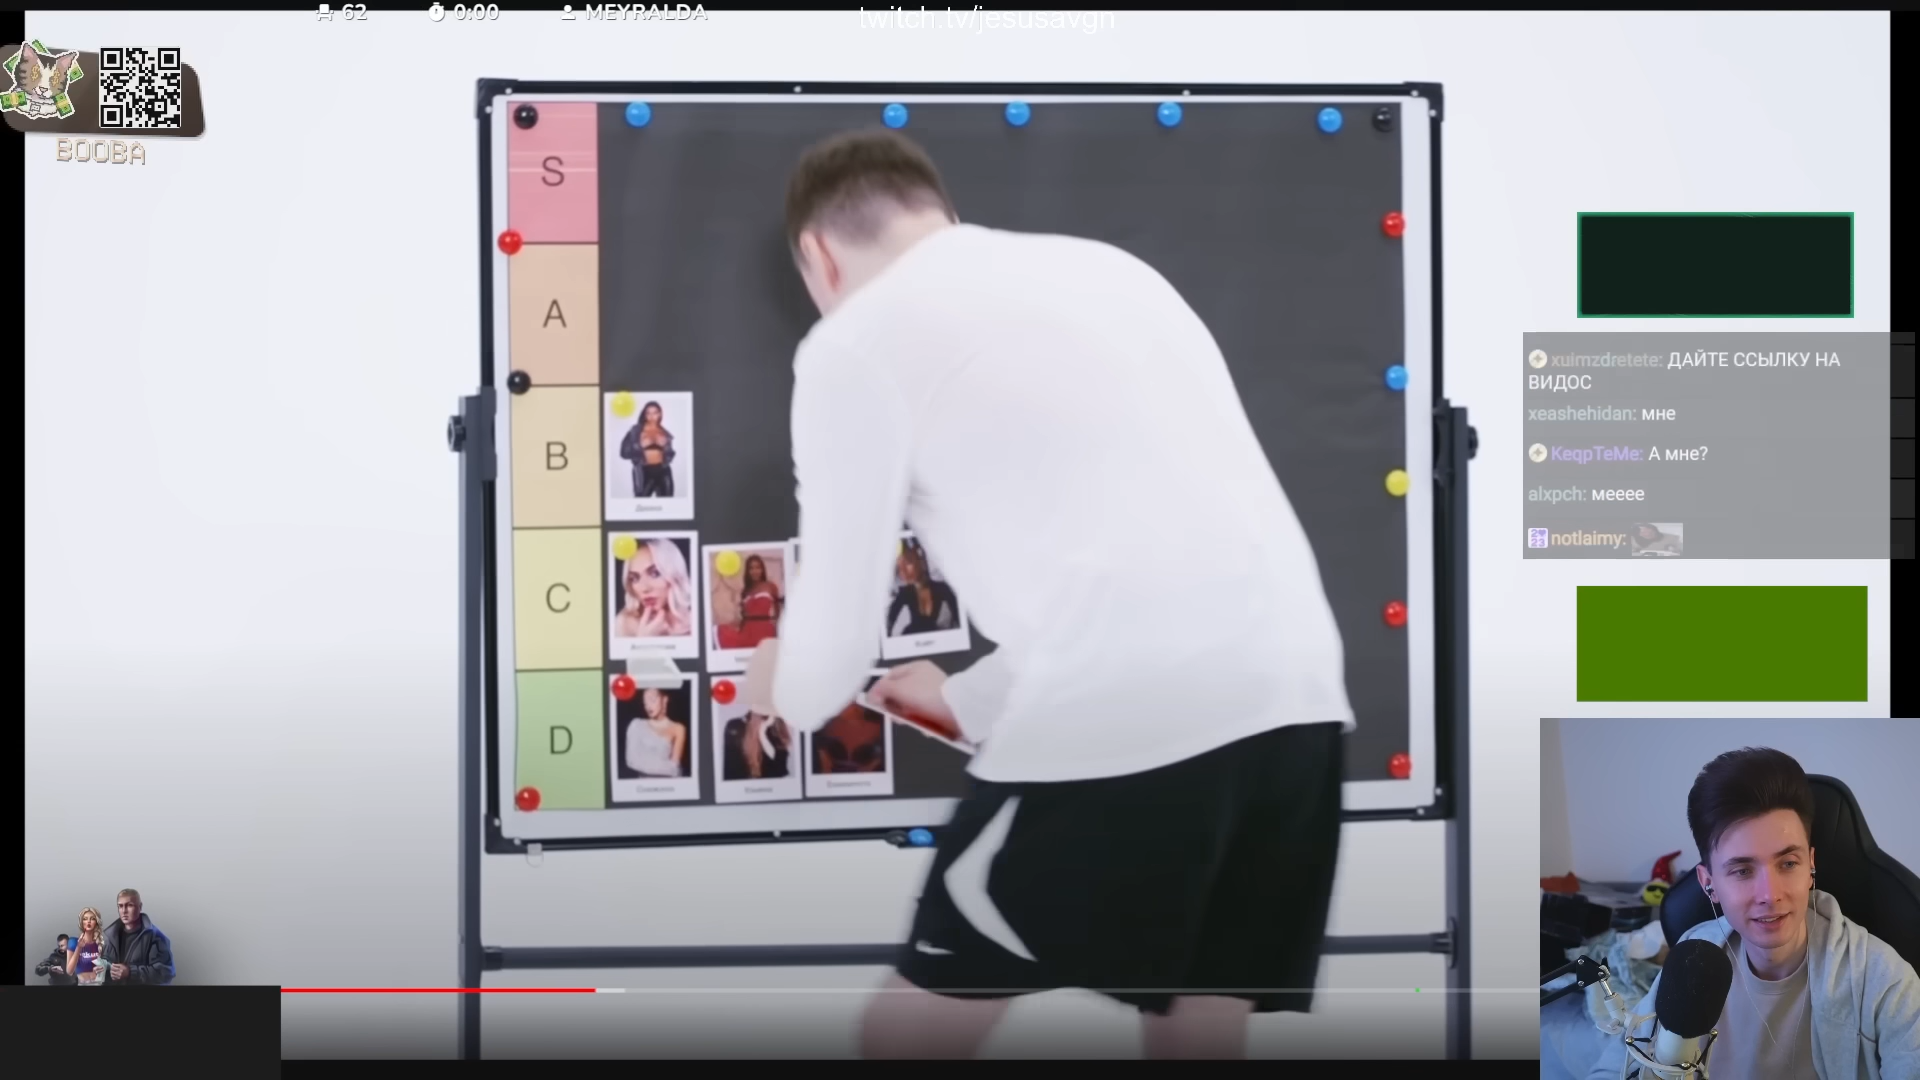 62
0:00
MEYRALDA
twitch.tv/jesusavgn
BOOBA
S
A
B
C
D
xuimzdretete: ДАЙТЕ ССЫЛКУ НА
ВИДОС
xeashehidan: мне
KeqpTeMe: А мне?
alxpch: мееее
notlaimy: